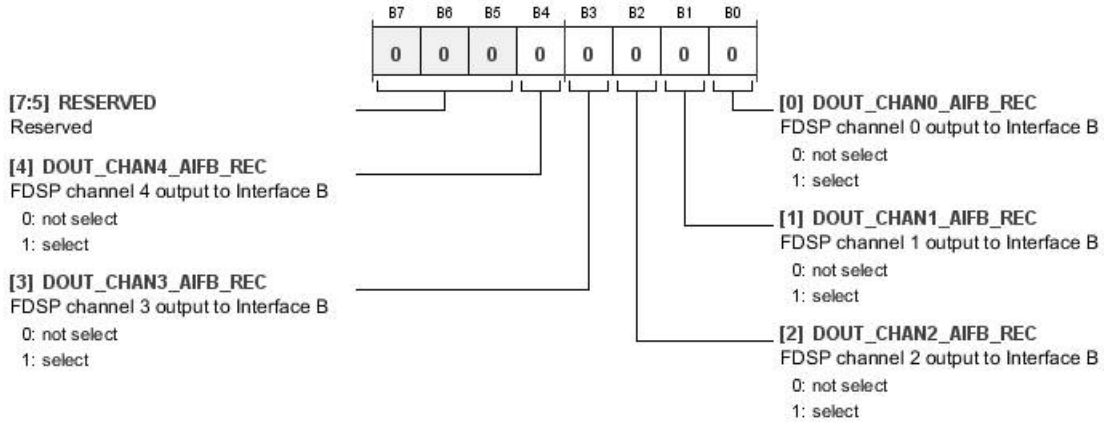 B7 B6 B5 B4 B3 B2 B1 B0
0 0 0 0 0 0 0 0
[7:5] RESERVED
Reserved
[4] DOUT_CHAN4_AIFB_REC
FDSP channel 4 output to Interface B
0: not select
1: select
[3] DOUT_CHAN3_AIFB_REC
FDSP channel 3 output to Interface B
0: not select
1: select
[0] DOUT_CHAN0_AIFB_REC
FDSP channel 0 output to Interface B
0: not select
1: select
[1] DOUT_CHAN1_AIFB_REC
FDSP channel 1 output to Interface B
0: not select
1: select
[2] DOUT_CHAN2_AIFB_REC
FDSP channel 2 output to Interface B
0: not select
1: select